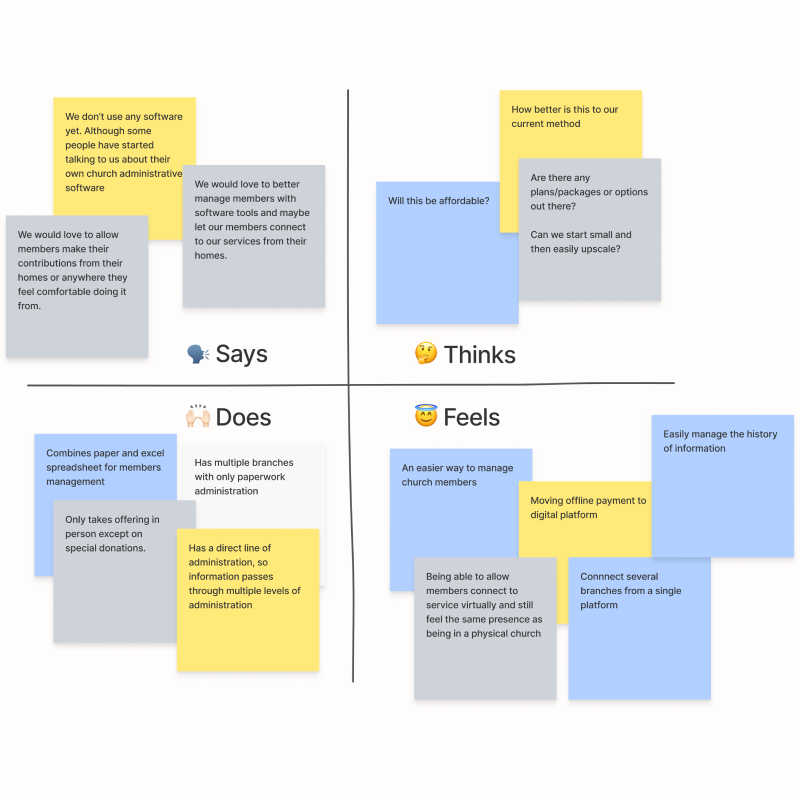 We don't use any software
yet. Although some
people have started
talking to us about their
own church administrative
software
We would love to better
manage members with
software tools and maybe
let our members connect
to our services from their
homes.
We would love to allow
members make their
contributions from their
homes or anywhere they
feel comfortable doing it
from.
Says
How better is this to our
current method
Are there any
plans/packages or options
out there?
Can we start small and
then easily upscale?
Will this be affordable?
Thinks
Does
Combines paper and excel
spreadsheet for members
management
Has multiple branches
with only paperwork
administration
Only takes offering in
person except on
special donations.
Has a direct line of
administration, so
information passes
through multiple levels of
administration
Feels
Easily manage the history
of information
An easier way to manage
church members
Moving offline payment to
digital platform
Being able to allow
members connect to
service virtually and still
feel the same presence as
being in a physical church
Connnect several
branches from a single
platform